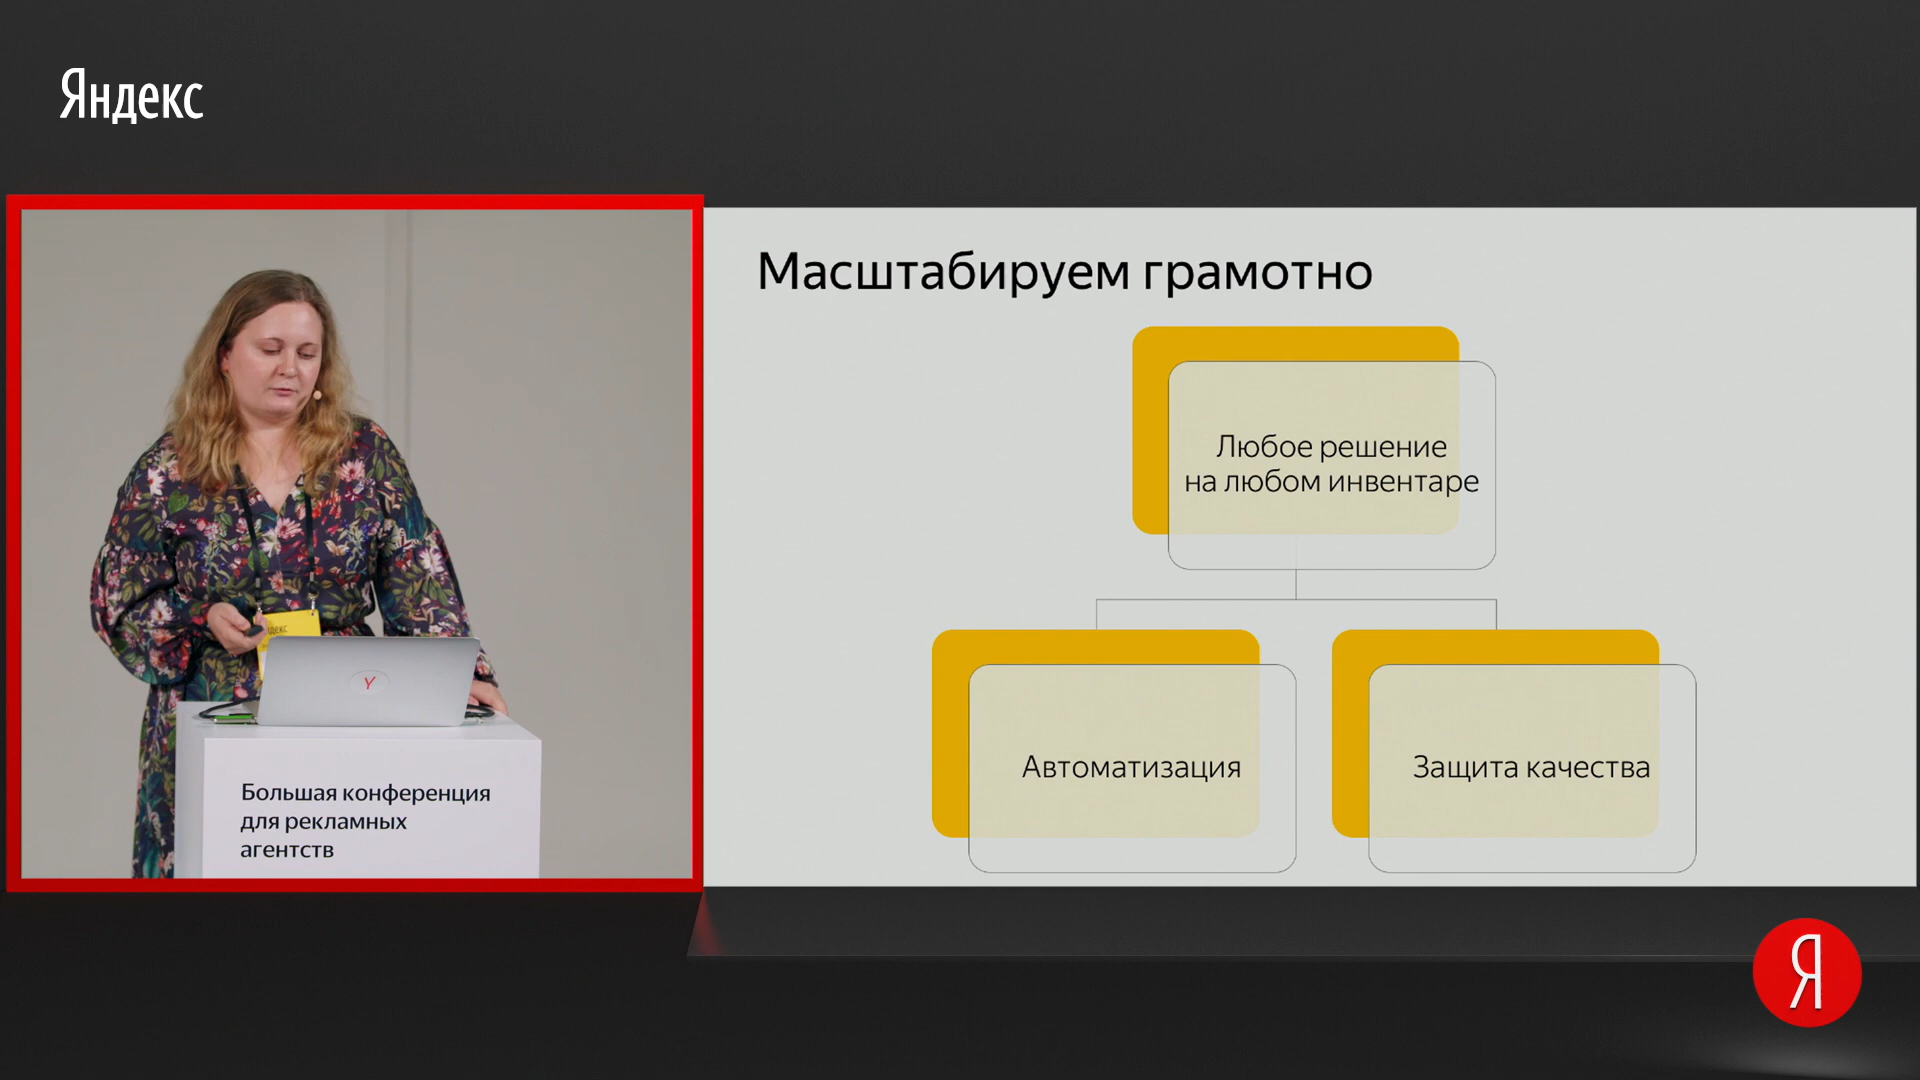 Яндекс
Масштабируем грамотно
Любое решение
на любом инвентаре
Автоматизация
Защита качества
Y
Большая конференция
для рекламных
агентств
Я